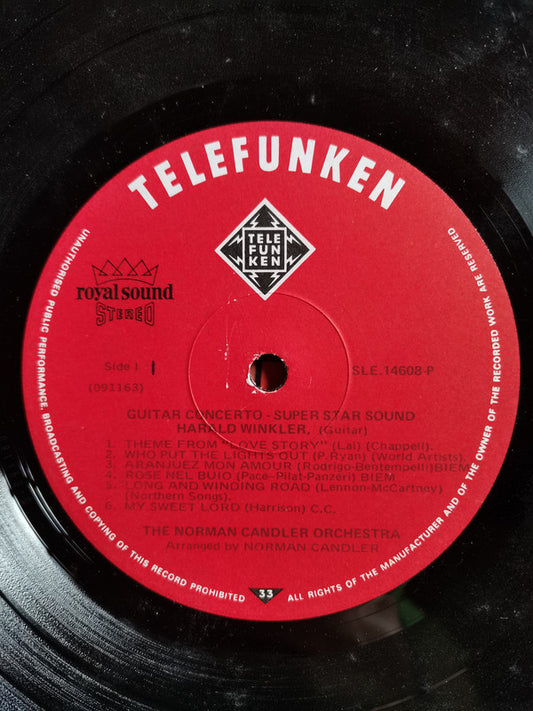 TELEFUNKEN
TELE
FUN
KEN
royal sound
STEREO
Side 1
(091163)
SLE.14608-P
GUITAR CONCERTO - SUPER STAR SOUND
HARALD WINKLER, (Guitar)
1. THEME FROM "LOVE STORY" (Lai) (Chappell).
2. WHO PUT THE LIGHTS OUT (P.Ryan) (World Artists).
3. ARANJUEZ MON AMOUR (Rodrigo-Bentempelli)BIEM
4. ROSE NEL BUIO (Pace-Pilat-Panzeri) BIEM
5. LONG AND WINDING ROAD (Lennon-McCartney)
(Northern Songs).
6. MY SWEET LORD (Harrison) C.C.
THE NORMAN CANDLER ORCHESTRA
Arranged by NORMAN CANDLER
33
UNAUTHORISED PUBLIC PERFORMANCE, BROADCASTING AND COPYING OF THIS RECORD PROHIBITED
ALL RIGHTS OF THE MANUFACTURER AND OF THE OWNER OF THE RECORDED WORK ARE RESERVED